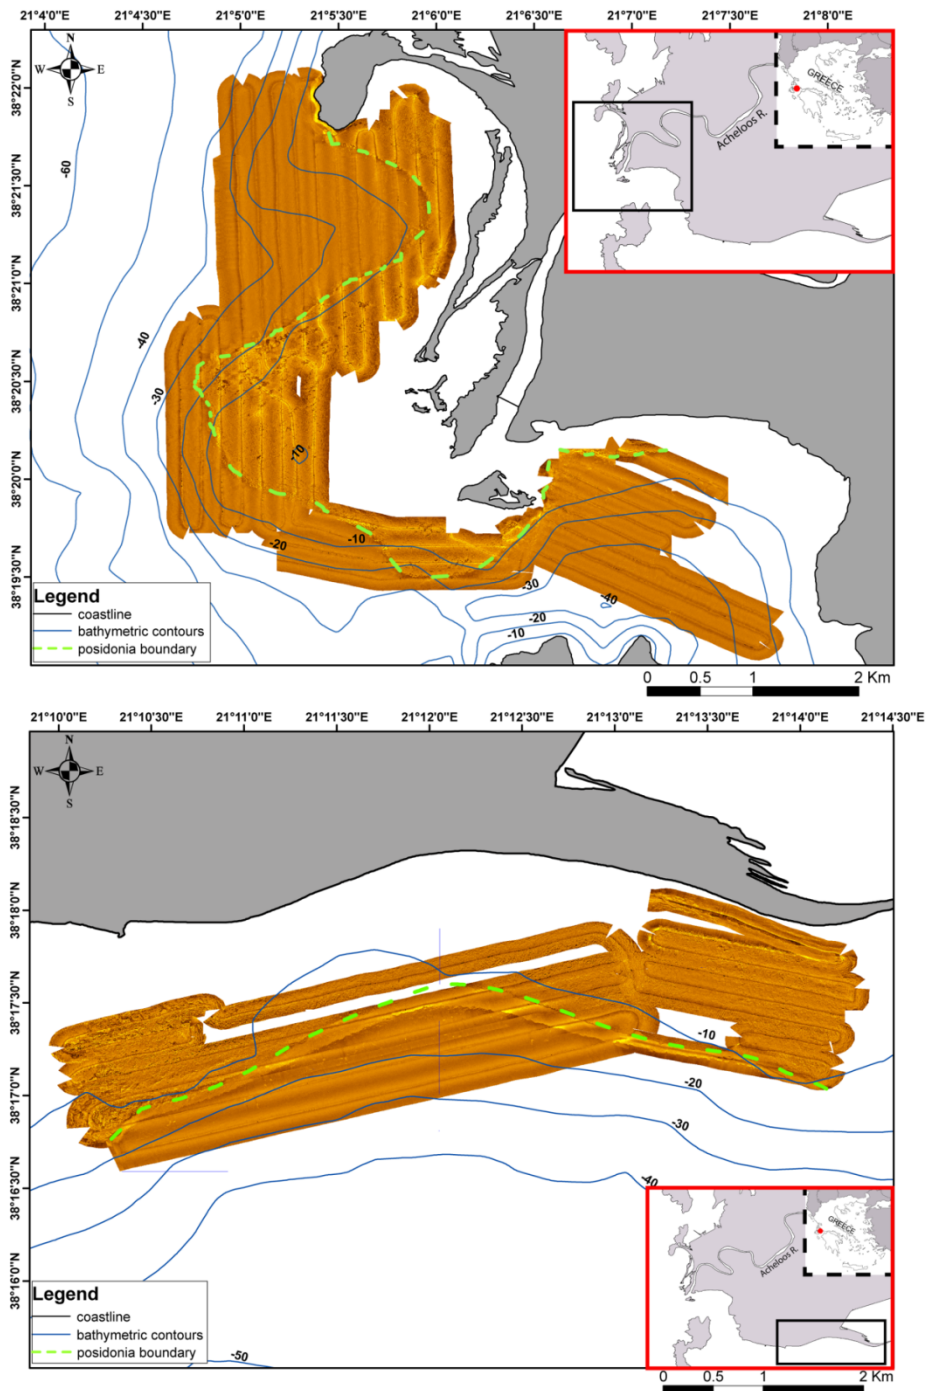 21°4'0"E 21°4'30"E 21°5'0"E 21°5'30"E 21°6'0"E 21°6'30"E 21°7'0"E 21°7'30"E 21°8'0"E
N
W E
S
38°22'0"N
38°21'30"N
38°21'0"N
38°20'30"N
38°20'0"N
38°19'30"N
-60
-40
-30
-10
-20
-10
-30
-40
-20
-10
GREECE
Acheloos R.
Legend
coastline
bathymetric contours
posidonia boundary
0 0.5 1 2 Km
21°10'0"E 21°10'30"E 21°11'0"E 21°11'30"E 21°12'0"E 21°12'30"E 21°13'0"E 21°13'30"E 21°14'0"E 21°14'30"E
N
W E
S
38°18'30"N
38°18'0"N
38°17'30"N
38°17'0"N
38°16'30"N
38°16'0"N
-10
-20
-30
-40
-50
GREECE
Acheloos R.
Legend
coastline
bathymetric contours
posidonia boundary
0 0.5 1 2 Km